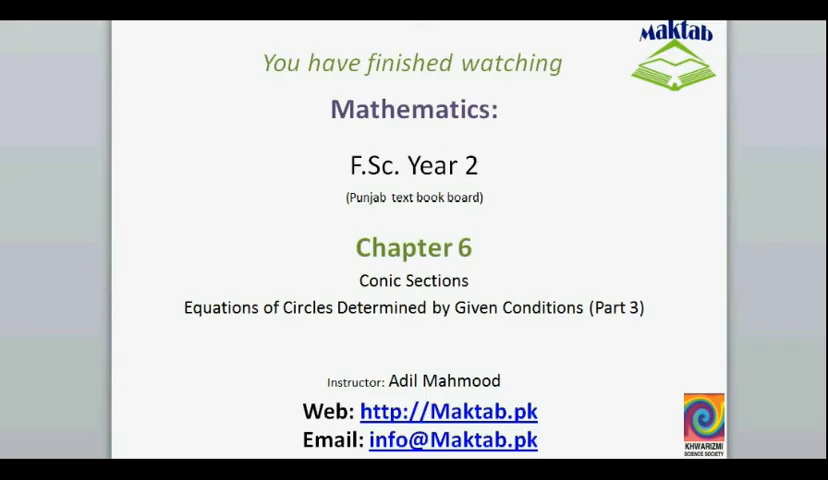 Maktab
You have finished watching
Mathematics:
F.Sc. Year 2
(Punjab text book board)
Chapter 6
Conic Sections
Equations of Circles Determined by Given Conditions (Part 3)
Instructor: Adil Mahmood
Web: http://Maktab.pk
Email: info@Maktab.pk
KHWARIZMI
SCIENCE SOCIETY